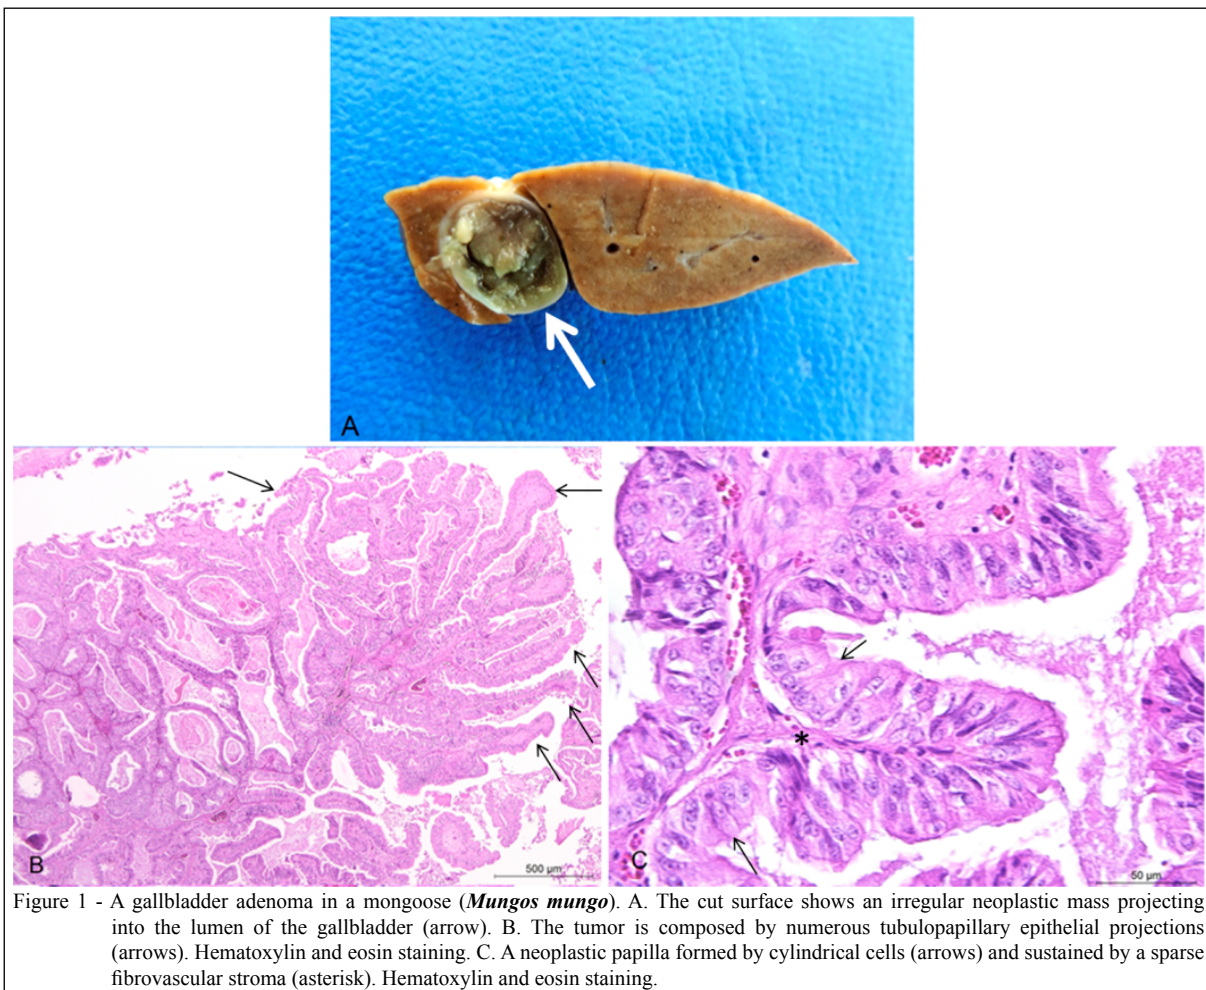 A
B
500 µm
C
50 µm
Figure 1 - A gallbladder adenoma in a mongoose (Mungos mungo). A. The cut surface shows an irregular neoplastic mass projecting
into the lumen of the gallbladder (arrow). B. The tumor is composed by numerous tubulopapillary epithelial projections
(arrows). Hematoxylin and eosin staining. C. A neoplastic papilla formed by cylindrical cells (arrows) and sustained by a sparse
fibrovascular stroma (asterisk). Hematoxylin and eosin staining.